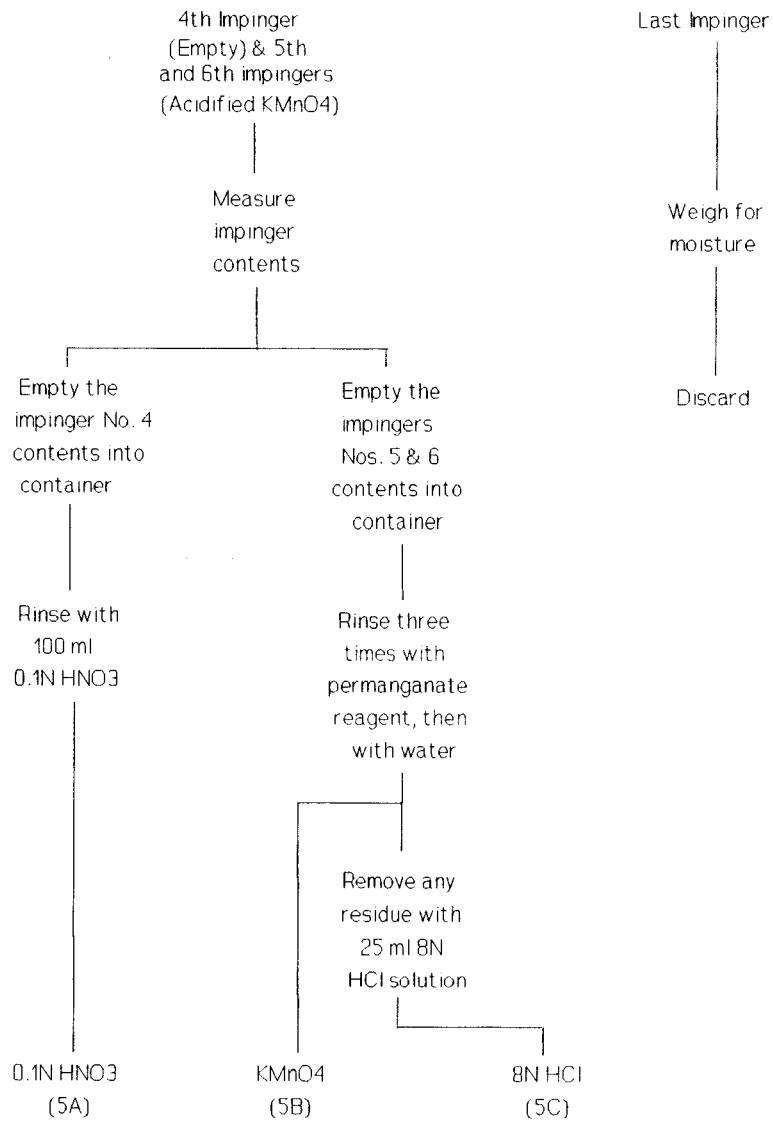 4th Impinger
(Empty) & 5th
and 6th impingers
(Acidified KMnO4)
Measure
impinger
contents
Empty the
impinger No. 4
contents into
container
Rinse with
100 ml
0.1N HNO3
Empty the
impingers
Nos. 5 & 6
contents into
container
Rinse three
times with
permanganate
reagent, then
with water
Remove any
residue with
25 ml 8N
HCl solution
0.1N HNO3
(5A)
KMnO4
(5B)
8N HCl
(5C)
Last Impinger
Weigh for
moisture
Discard